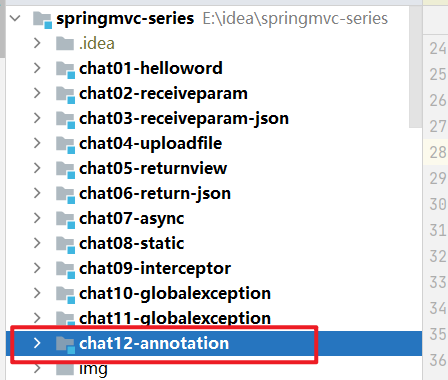 springmvc-series E:\idea\springmvc-series
.idea
chat01-helloword
chat02-receiveparam
chat03-receiveparam-json
chat04-uploadfile
chat05-returnview
chat06-return-json
chat07-async
chat08-static
chat09-interceptor
chat10-globalexception
chat11-globalexception
chat12-annotation
img
24
25
26
27
28
29
30
31
32
33
34
35
36